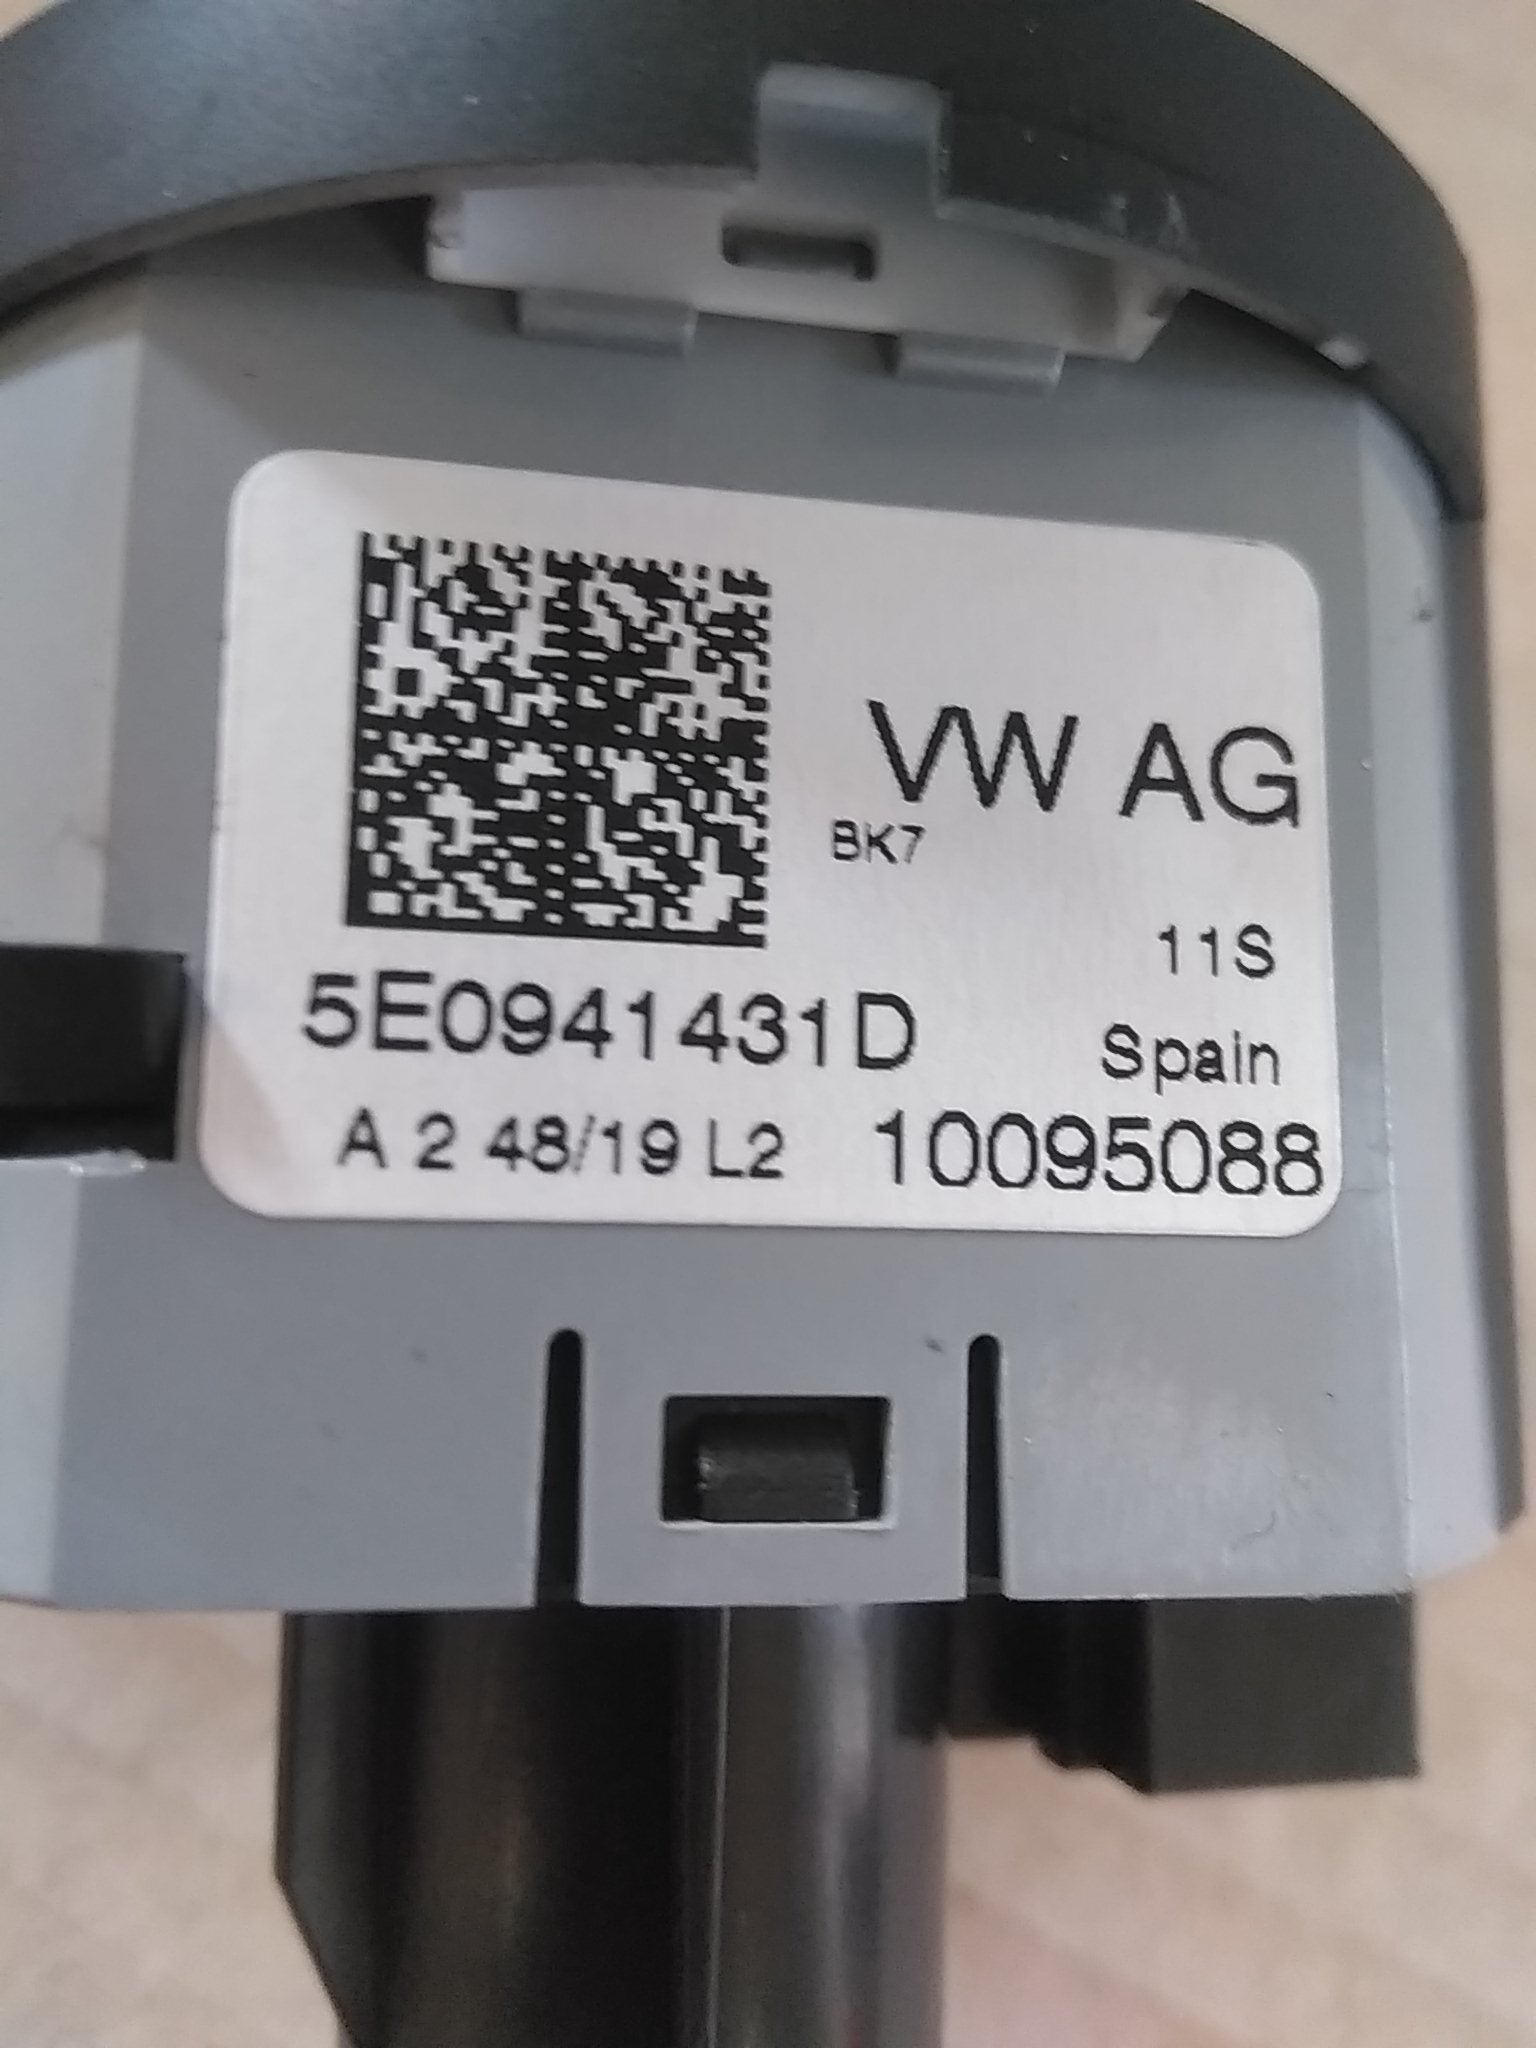 VW AG
BK7
11S
5E0941431D
Spain
A 2 48/19 L2 10095088